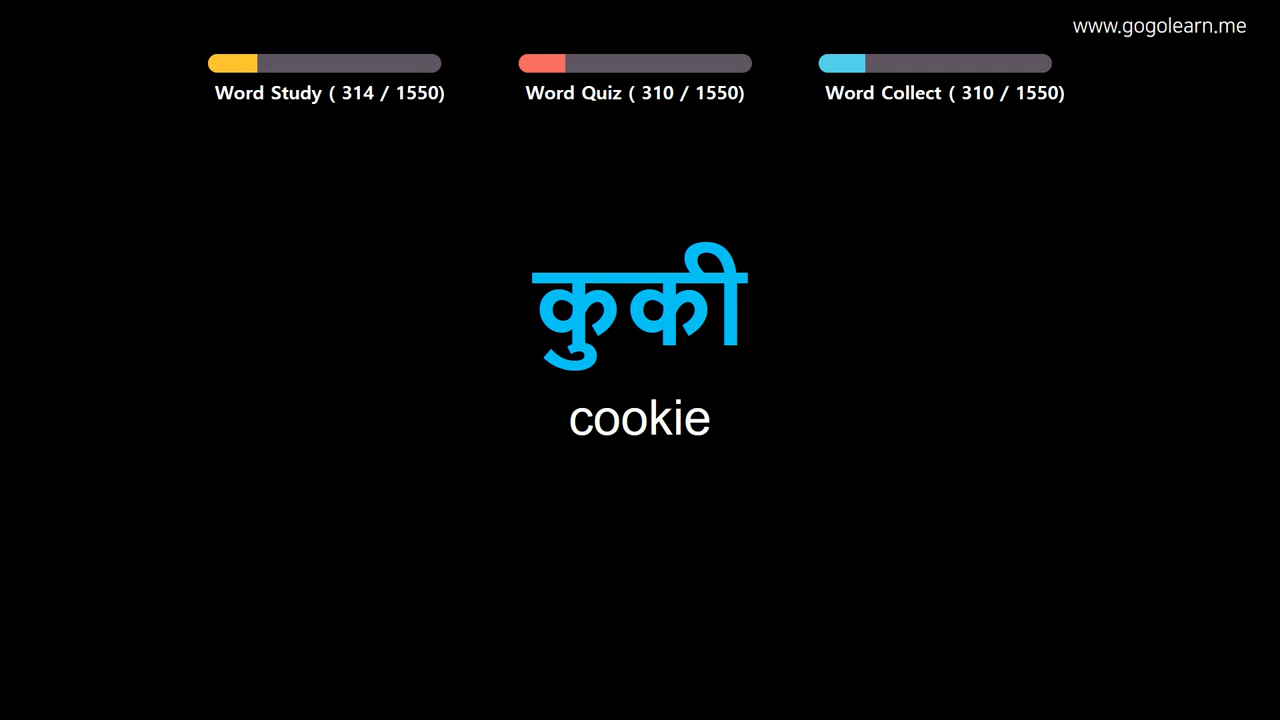 www.gogolearn.me
Word Study ( 314 / 1550)
Word Quiz ( 310 / 1550)
Word Collect ( 310 / 1550)
कुकी
cookie